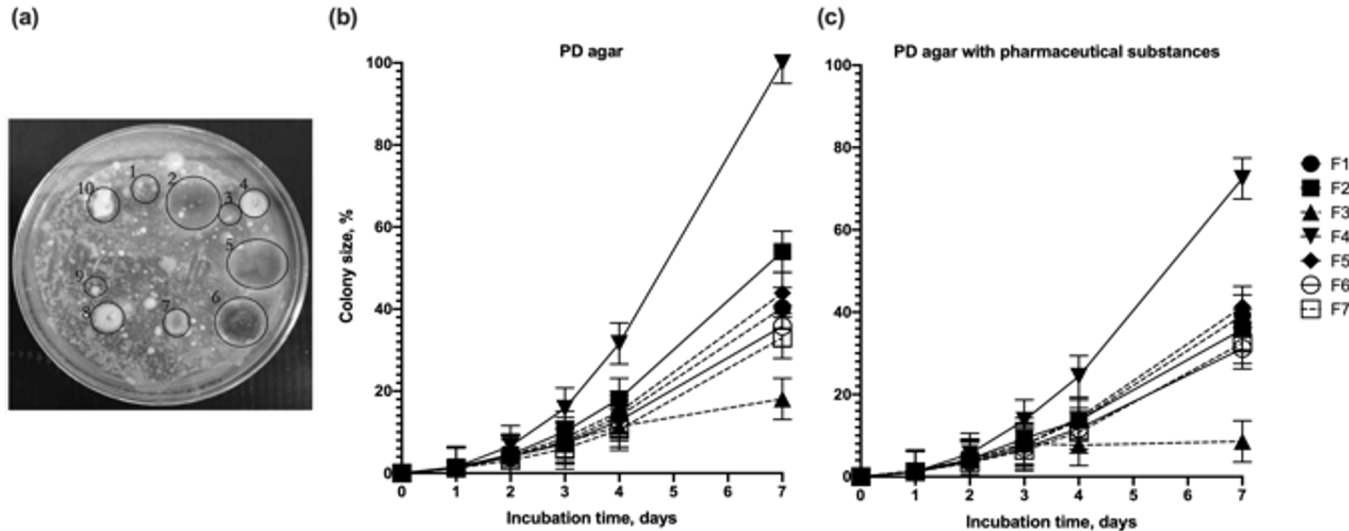 (a)
(b)
(c)
PD agar
PD agar with pharmaceutical substances
1
2
3
4
5
6
7
8
9
10
Colony size, %
100
80
60
40
20
0
0 1 2 3 4 5 6 7
Incubation time, days
100
80
60
40
20
0
0 1 2 3 4 5 6 7
Incubation time, days
F1
F2
F3
F4
F5
F6
F7